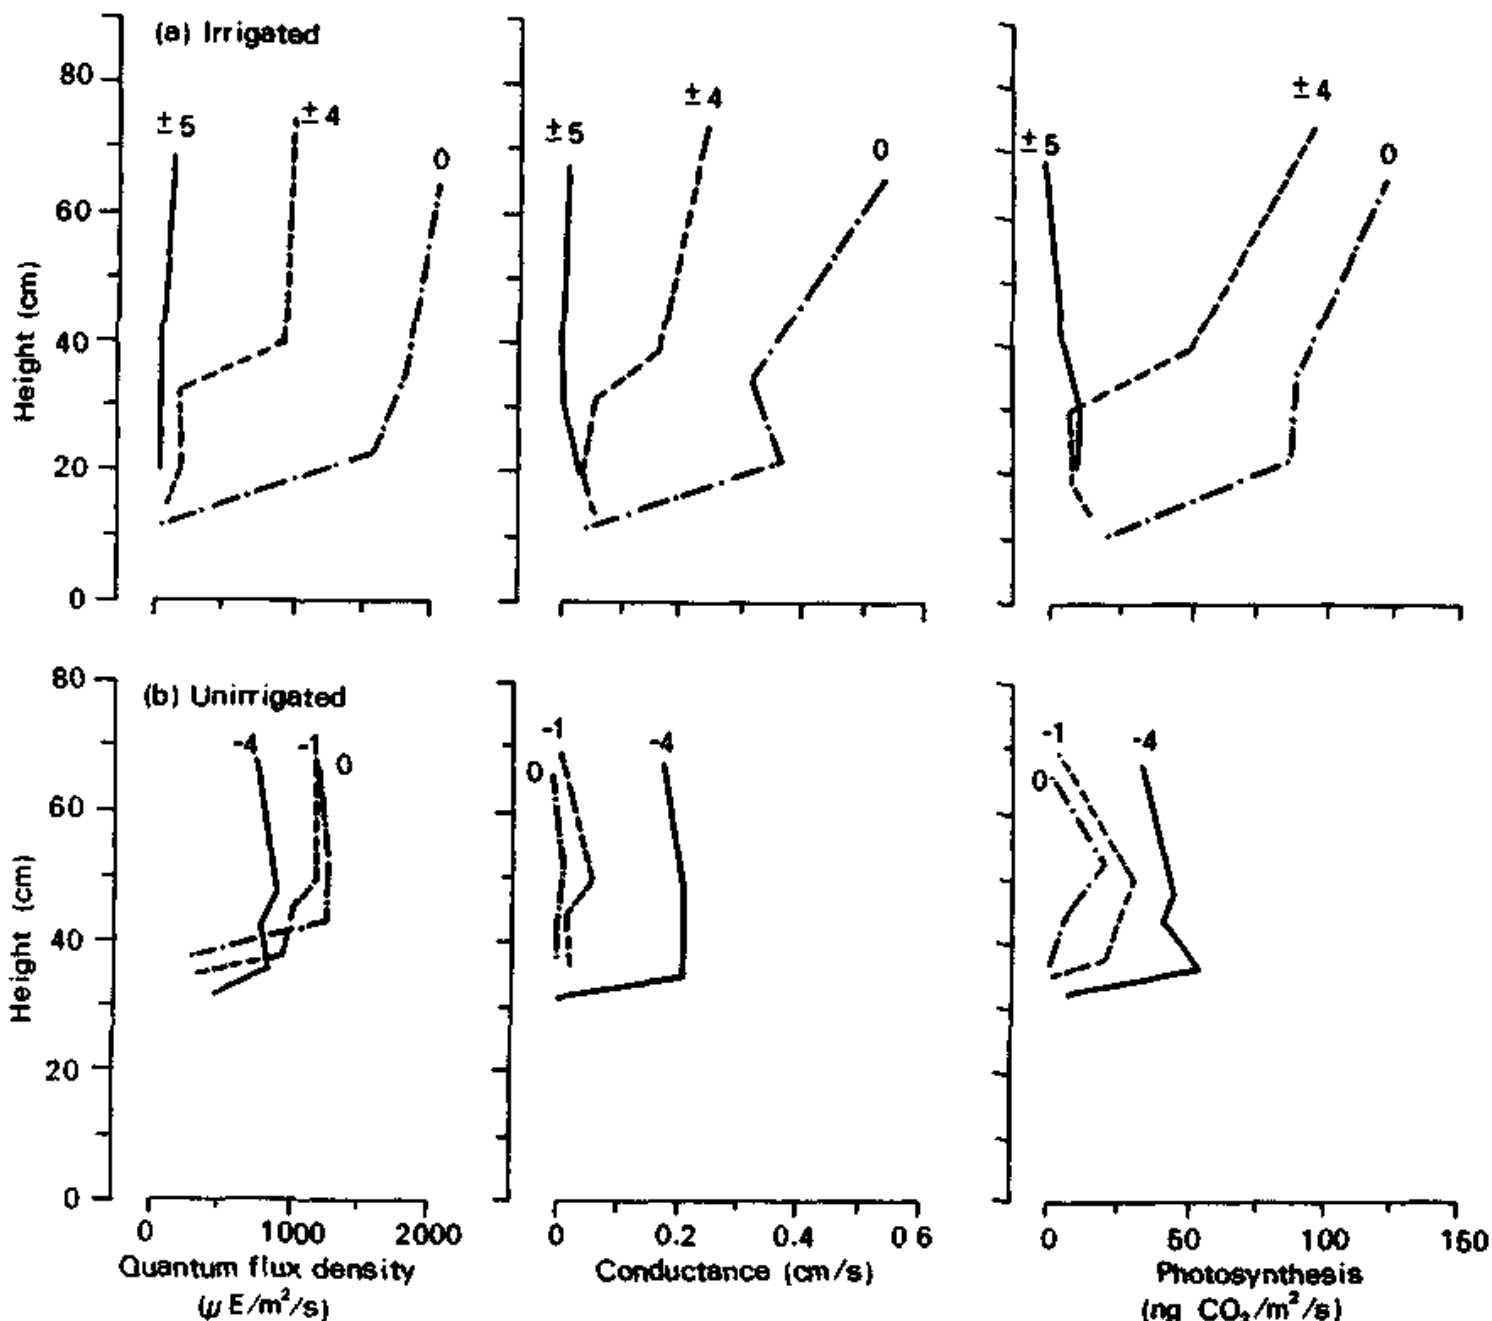 (a) Irrigated
80
60
40
20
0
Height (cm)
±5
±4
0
±5
±4
0
±5
±4
0
(b) Unirrigated
80
60
40
20
0
Height (cm)
-4
-1
0
0
-1
-4
0
-1
-4
0 1000 2000
Quantum flux density
(μE/m²/s)
0 0.2 0.4 0 6
Conductance (cm/s)
0 50 100 150
Photosynthesis
(ng CO₂/m²/s)